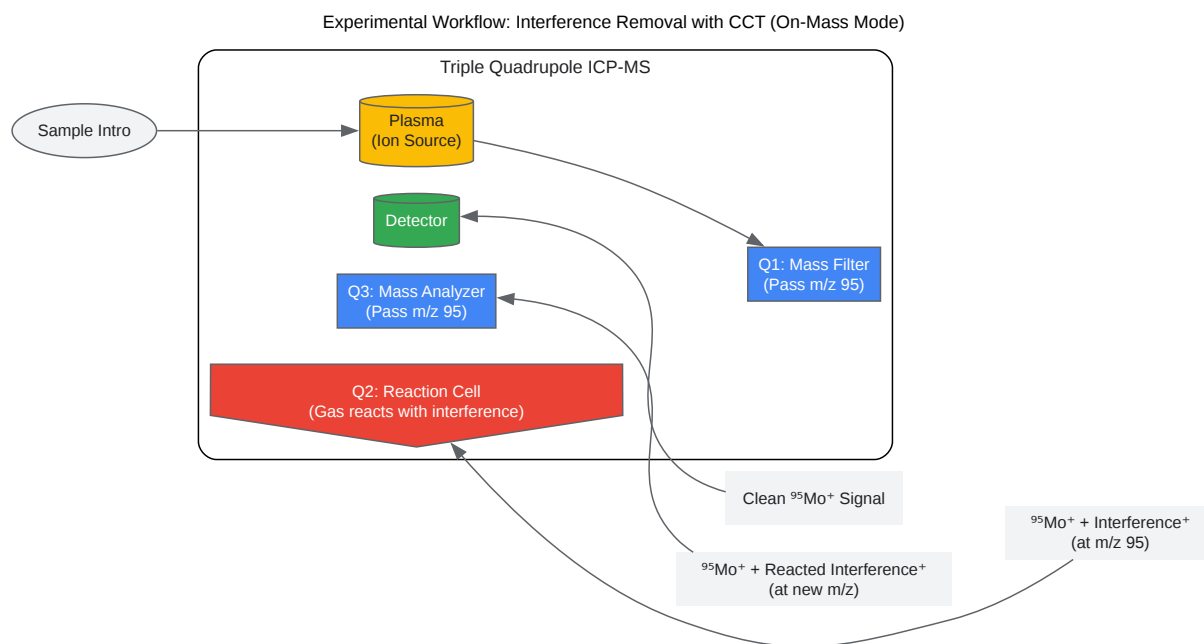 Experimental Workflow: Interference Removal with CCT (On-Mass Mode)
Triple Quadrupole ICP-MS
Sample Intro
Plasma
(Ion Source)
Detector
Q1: Mass Filter
(Pass m/z 95)
Q3: Mass Analyzer
(Pass m/z 95)
Q2: Reaction Cell
(Gas reacts with interference)
Clean ⁹⁵Mo⁺ Signal
⁹⁵Mo⁺ + Interference⁺
(at m/z 95)
⁹⁵Mo⁺ + Reacted Interference⁺
(at new m/z)